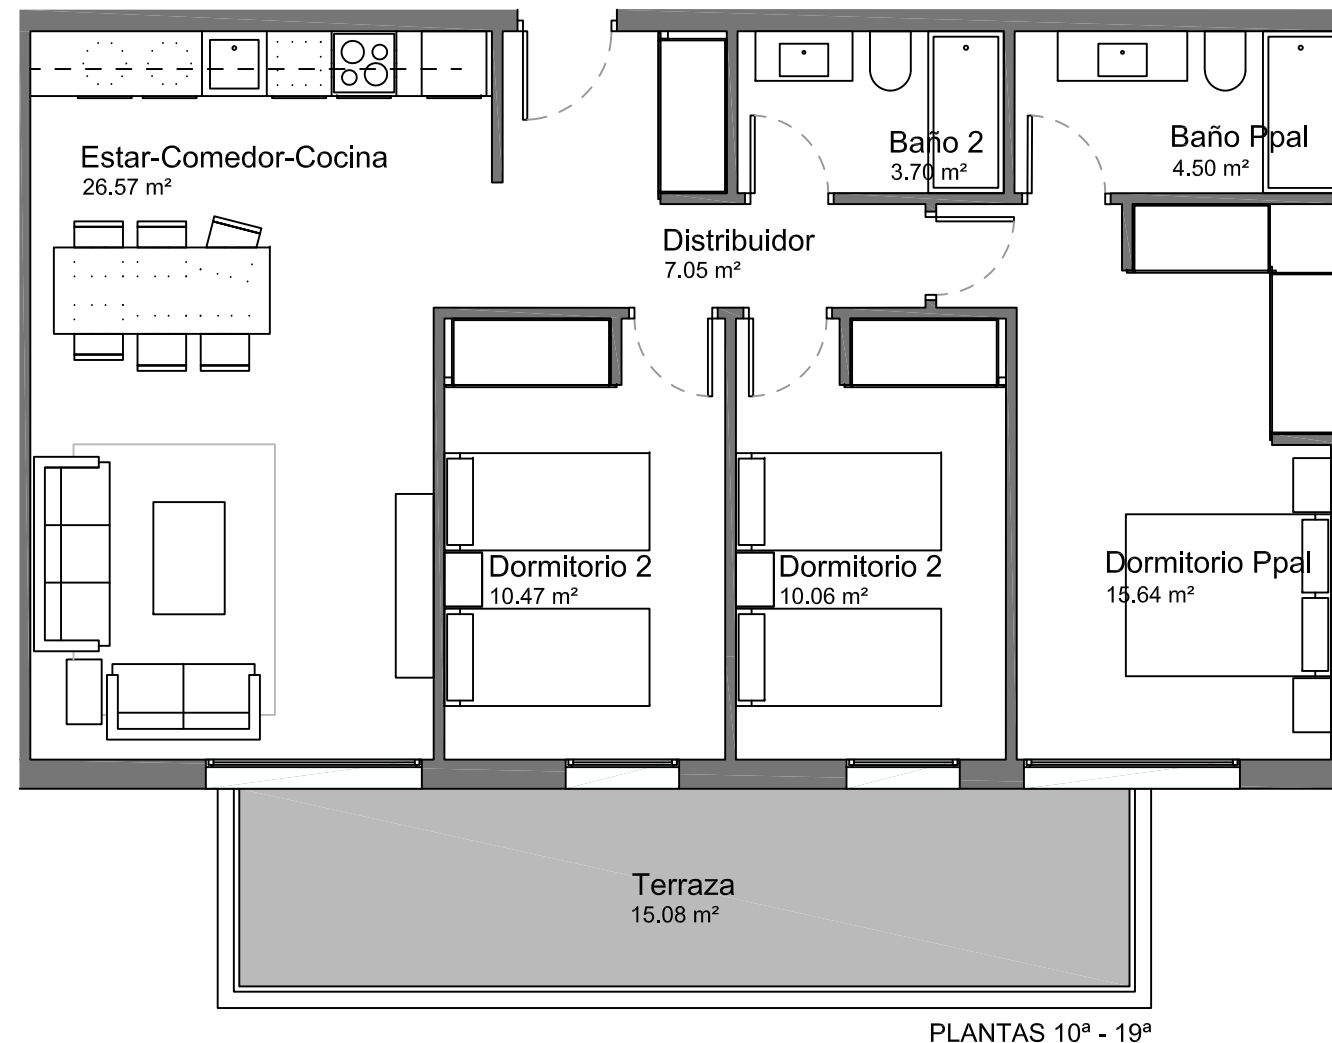 Estar-Comedor-Cocina
26.57 m²
Baño 2
3.70 m²
Baño Ppal
4.50 m²
Distribuidor
7.05 m²
Dormitorio 2
10.47 m²
Dormitorio 2
10.06 m²
Dormitorio Ppal
15.64 m²
Terraza
15.08 m²
PLANTAS 10ª - 19ª